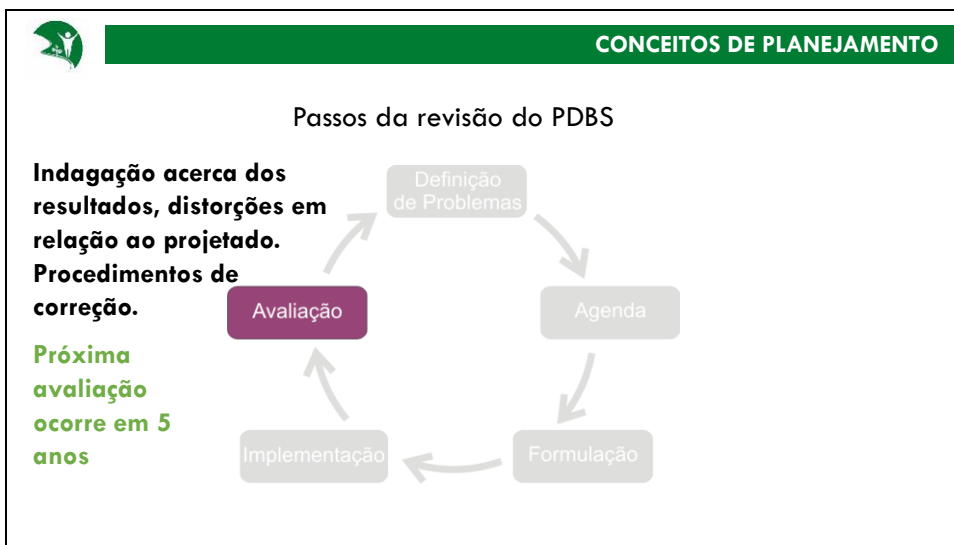 CONCEITOS DE PLANEJAMENTO
Passos da revisão do PDBS
Indagação acerca dos
resultados, distorções em
relação ao projetado.
Procedimentos de
correção.
Próxima
avaliação
ocorre em 5
anos
Definição
de Problemas
Agenda
Formulação
Implementação
Avaliação